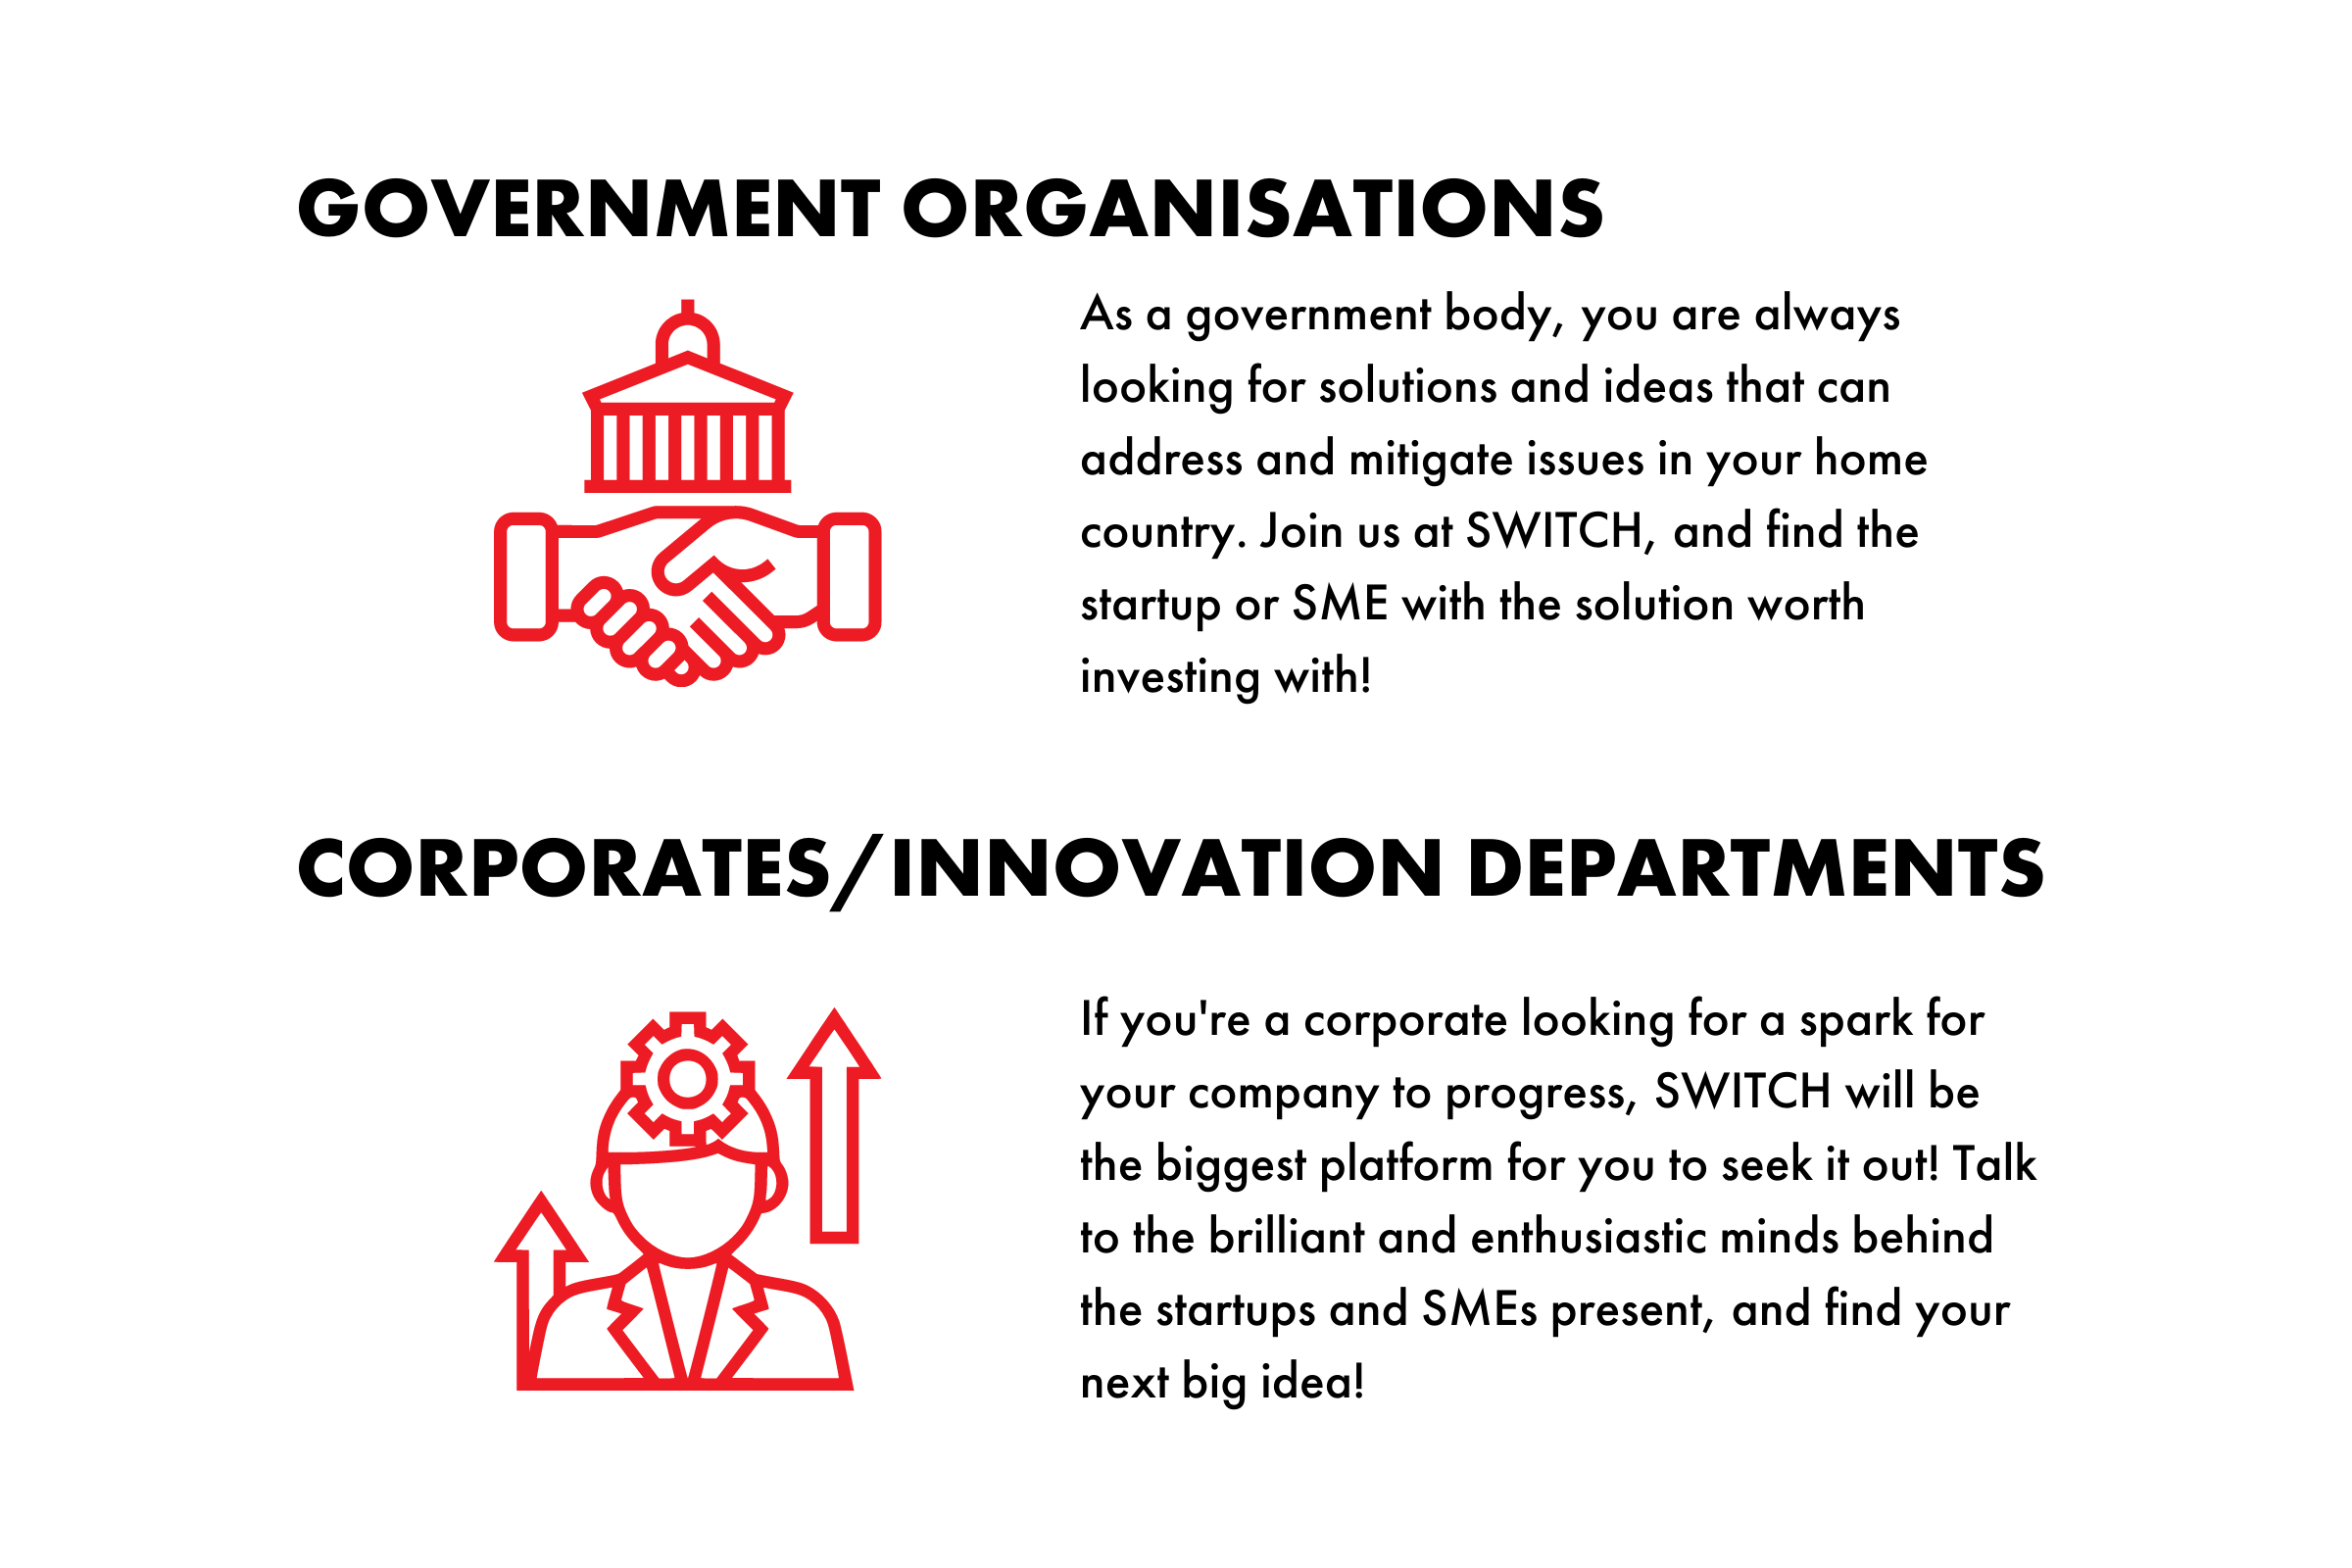 GOVERNMENT ORGANISATIONS
As a government body, you are always
looking for solutions and ideas that can
address and mitigate issues in your home
country. Join us at SWITCH, and find the
startup or SME with the solution worth
investing with!
CORPORATES/INNOVATION DEPARTMENTS
If you're a corporate looking for a spark for
your company to progress, SWITCH will be
the biggest platform for you to seek it out! Talk
to the brilliant and enthusiastic minds behind
the startups and SMEs present, and find your
next big idea!